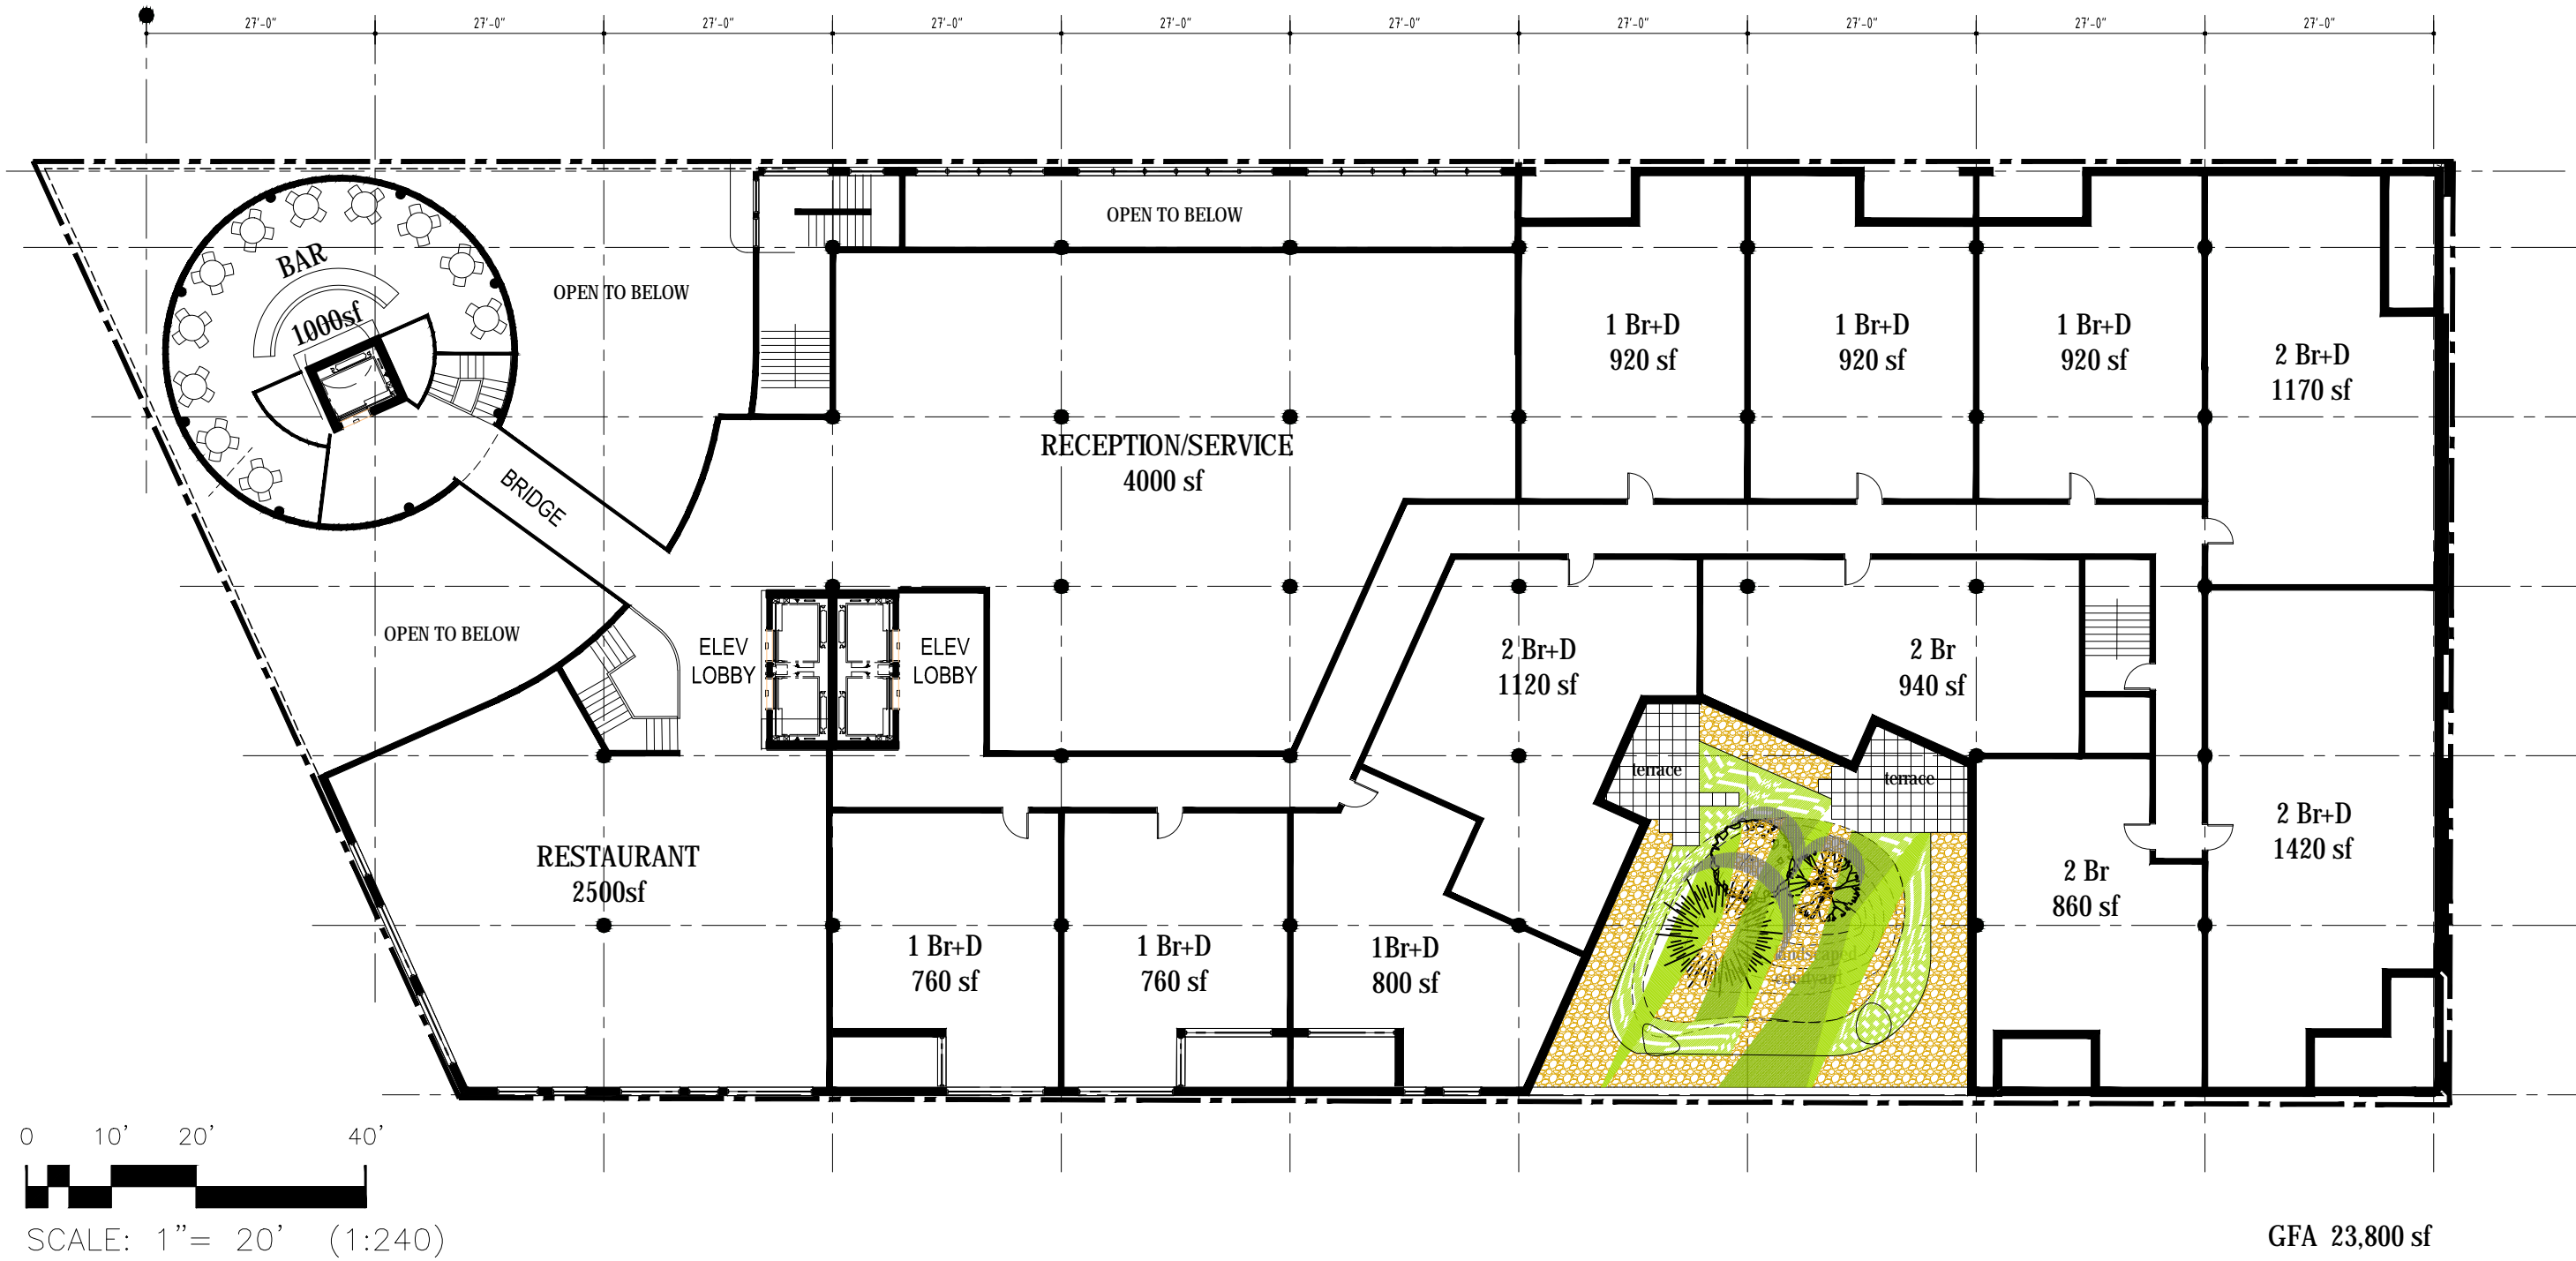 27'-0"
27'-0"
27'-0"
27'-0"
27'-0"
27'-0"
27'-0"
27'-0"
27'-0"
27'-0"
OPEN TO BELOW
BAR
1000sf
OPEN TO BELOW
1 Br+D
920 sf
1 Br+D
920 sf
1 Br+D
920 sf
2 Br+D
1170 sf
RECEPTION/SERVICE
4000 sf
BRIDGE
OPEN TO BELOW
ELEV
LOBBY
ELEV
LOBBY
2 Br+D
1120 sf
2 Br
940 sf
terrace
terrace
RESTAURANT
2500sf
2 Br+D
1420 sf
2 Br
860 sf
1 Br+D
760 sf
1 Br+D
760 sf
1Br+D
800 sf
landscaped
courtyard
0 10' 20' 40'
SCALE: 1"= 20' (1:240)
GFA 23,800 sf